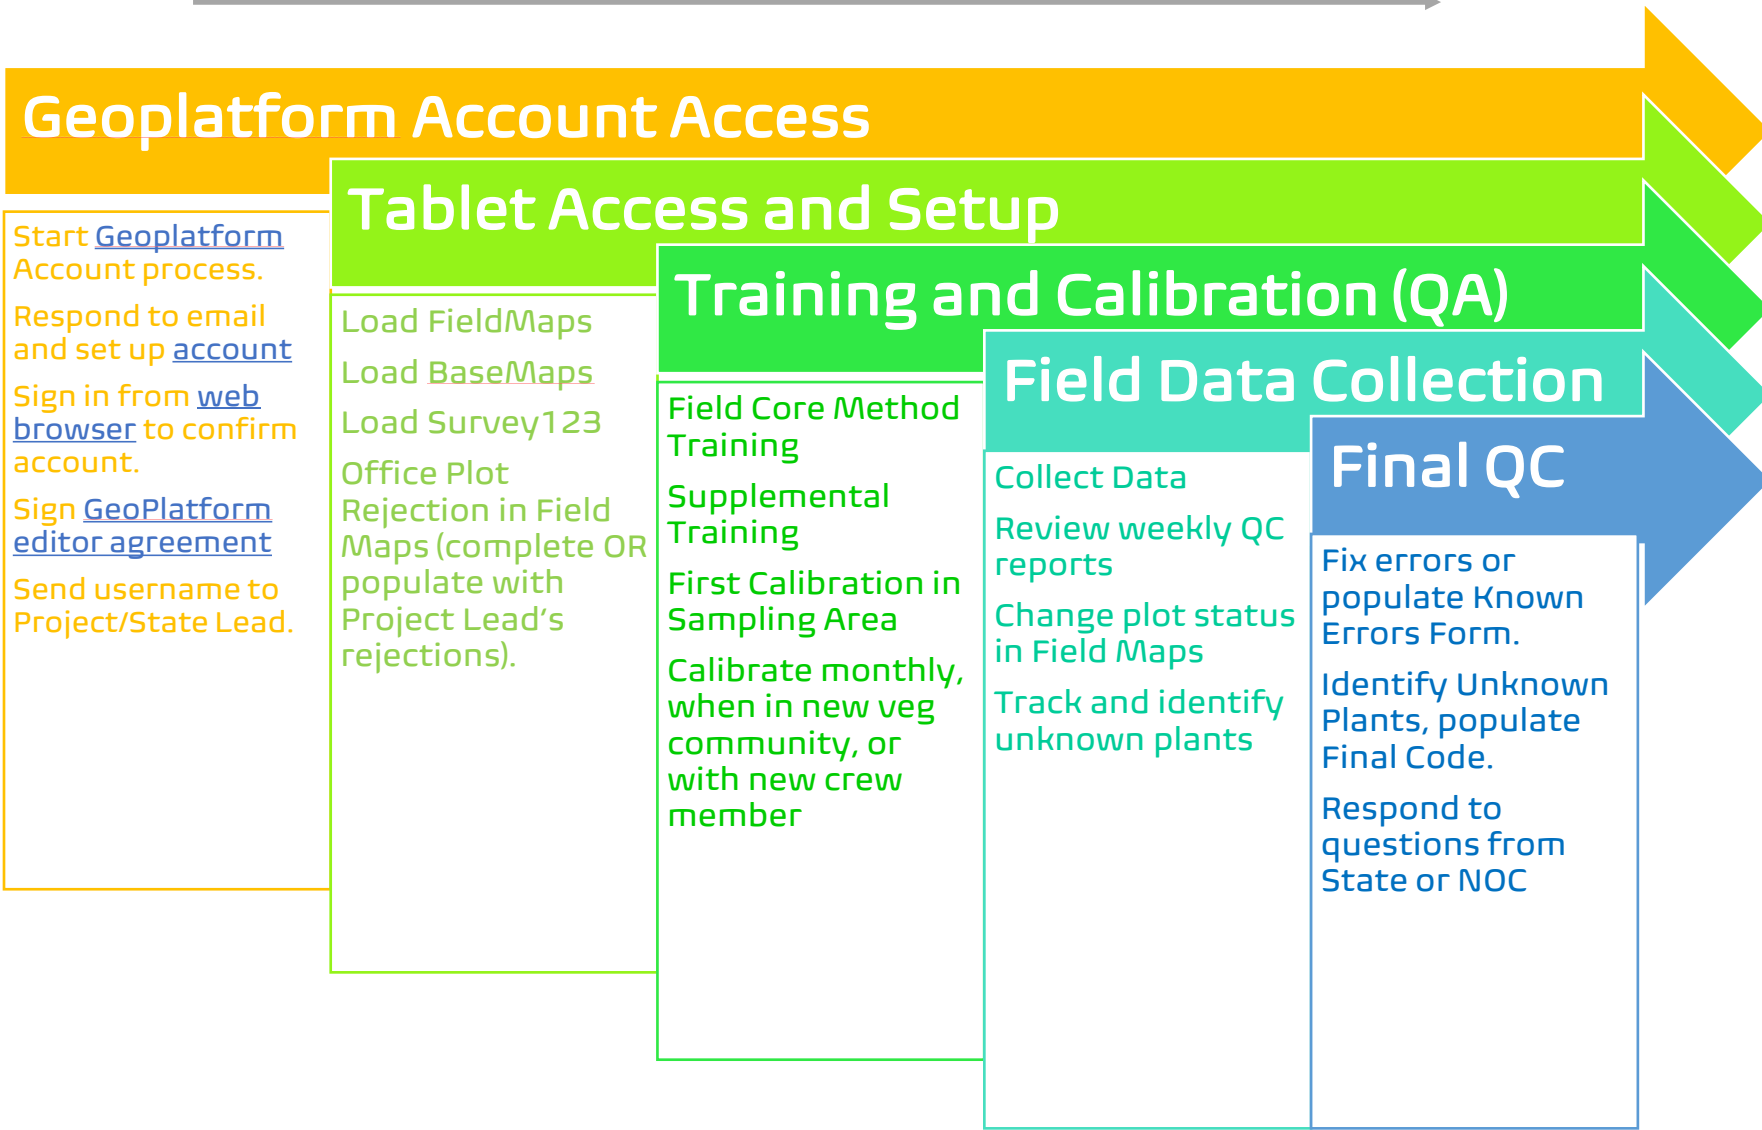 Geoplatform Account Access
Start Geoplatform
Account process.
Respond to email
and set up account
Sign in from web
browser to confirm
account.
Sign GeoPlatform
editor agreement
Send username to
Project/State Lead.
Tablet Access and Setup
Load FieldMaps
Load BaseMaps
Load Survey123
Office Plot
Rejection in Field
Maps (complete OR
populate with
Project Lead’s
rejections).
Training and Calibration (QA)
Field Core Method
Training
Supplemental
Training
First Calibration in
Sampling Area
Calibrate monthly,
when in new veg
community, or
with new crew
member
Field Data Collection
Collect Data
Review weekly QC
reports
Change plot status
in Field Maps
Track and identify
unknown plants
Final QC
Fix errors or
populate Known
Errors Form.
Identify Unknown
Plants, populate
Final Code.
Respond to
questions from
State or NOC